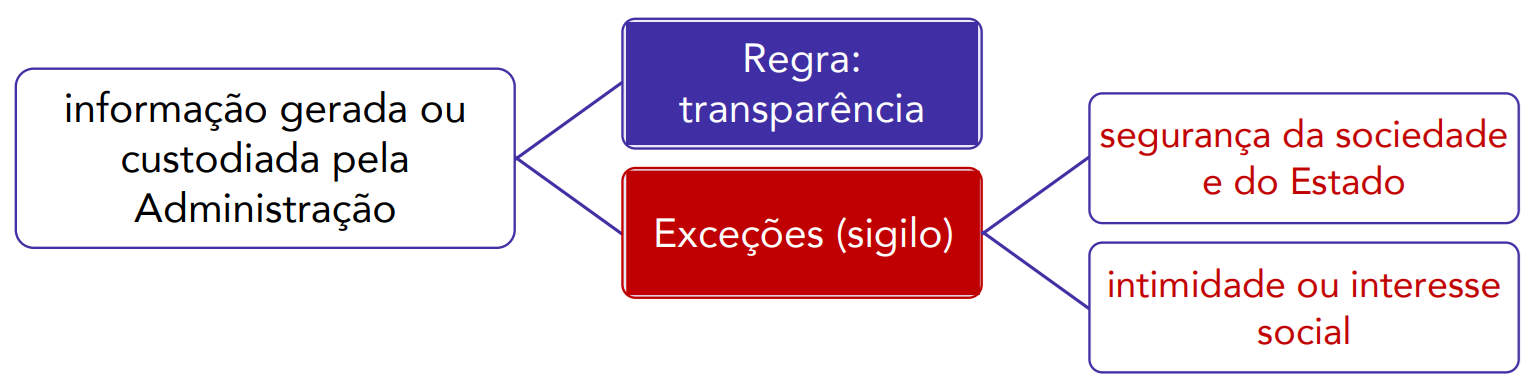 informação gerada ou
custodiada pela
Administração
Regra:
transparência
Exceções (sigilo)
segurança da sociedade
e do Estado
intimidade ou interesse
social